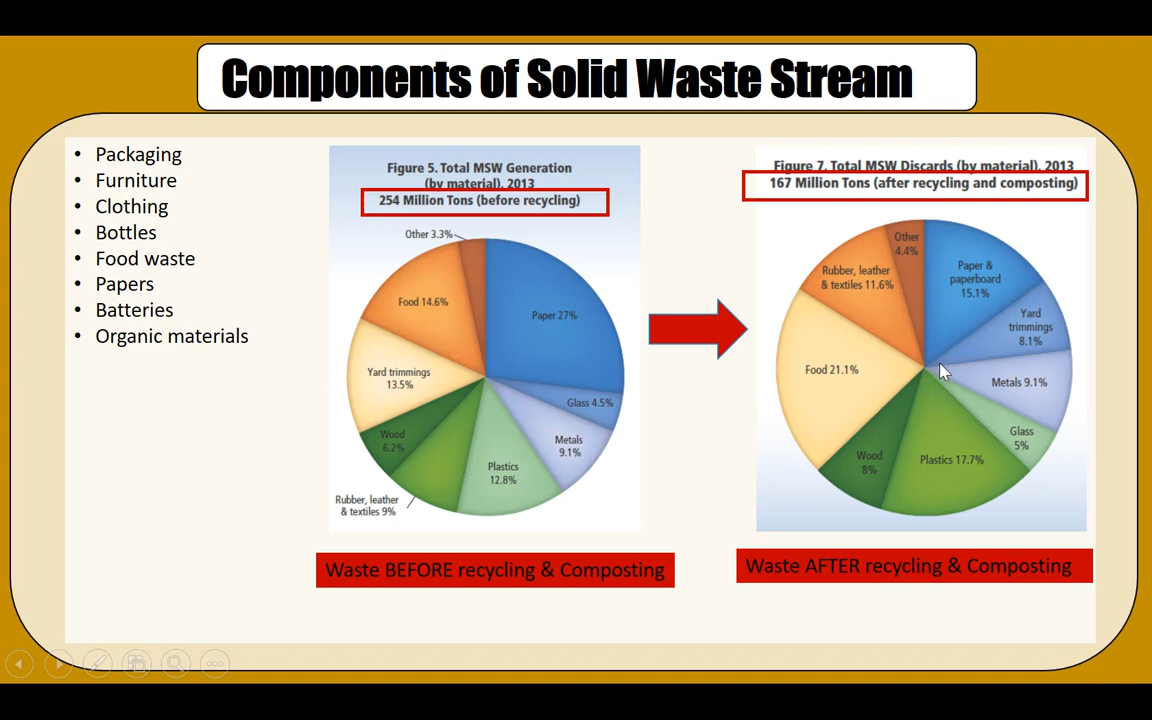 Components of Solid Waste Stream
• Packaging
• Furniture
• Clothing
• Bottles
• Food waste
• Papers
• Batteries
• Organic materials
Figure 5. Total MSW Generation
(by material), 2013
254 Million Tons (before recycling)
Other 3.3%
Paper 27%
Food 14.6%
Yard trimmings
13.5%
Glass 4.5%
Wood
6.2%
Metals
9.1%
Plastics
12.8%
Rubber, leather
& textiles 9%
Waste BEFORE recycling & Composting
Figure 7. Total MSW Discards (by material), 2013
167 Million Tons (after recycling and composting)
Other
4.4%
Paper &
paperboard
15.1%
Rubber, leather
& textiles 11.6%
Yard
trimmings
8.1%
Food 21.1%
Metals 9.1%
Glass
5%
Wood
8%
Plastics 17.7%
Waste AFTER recycling & Composting